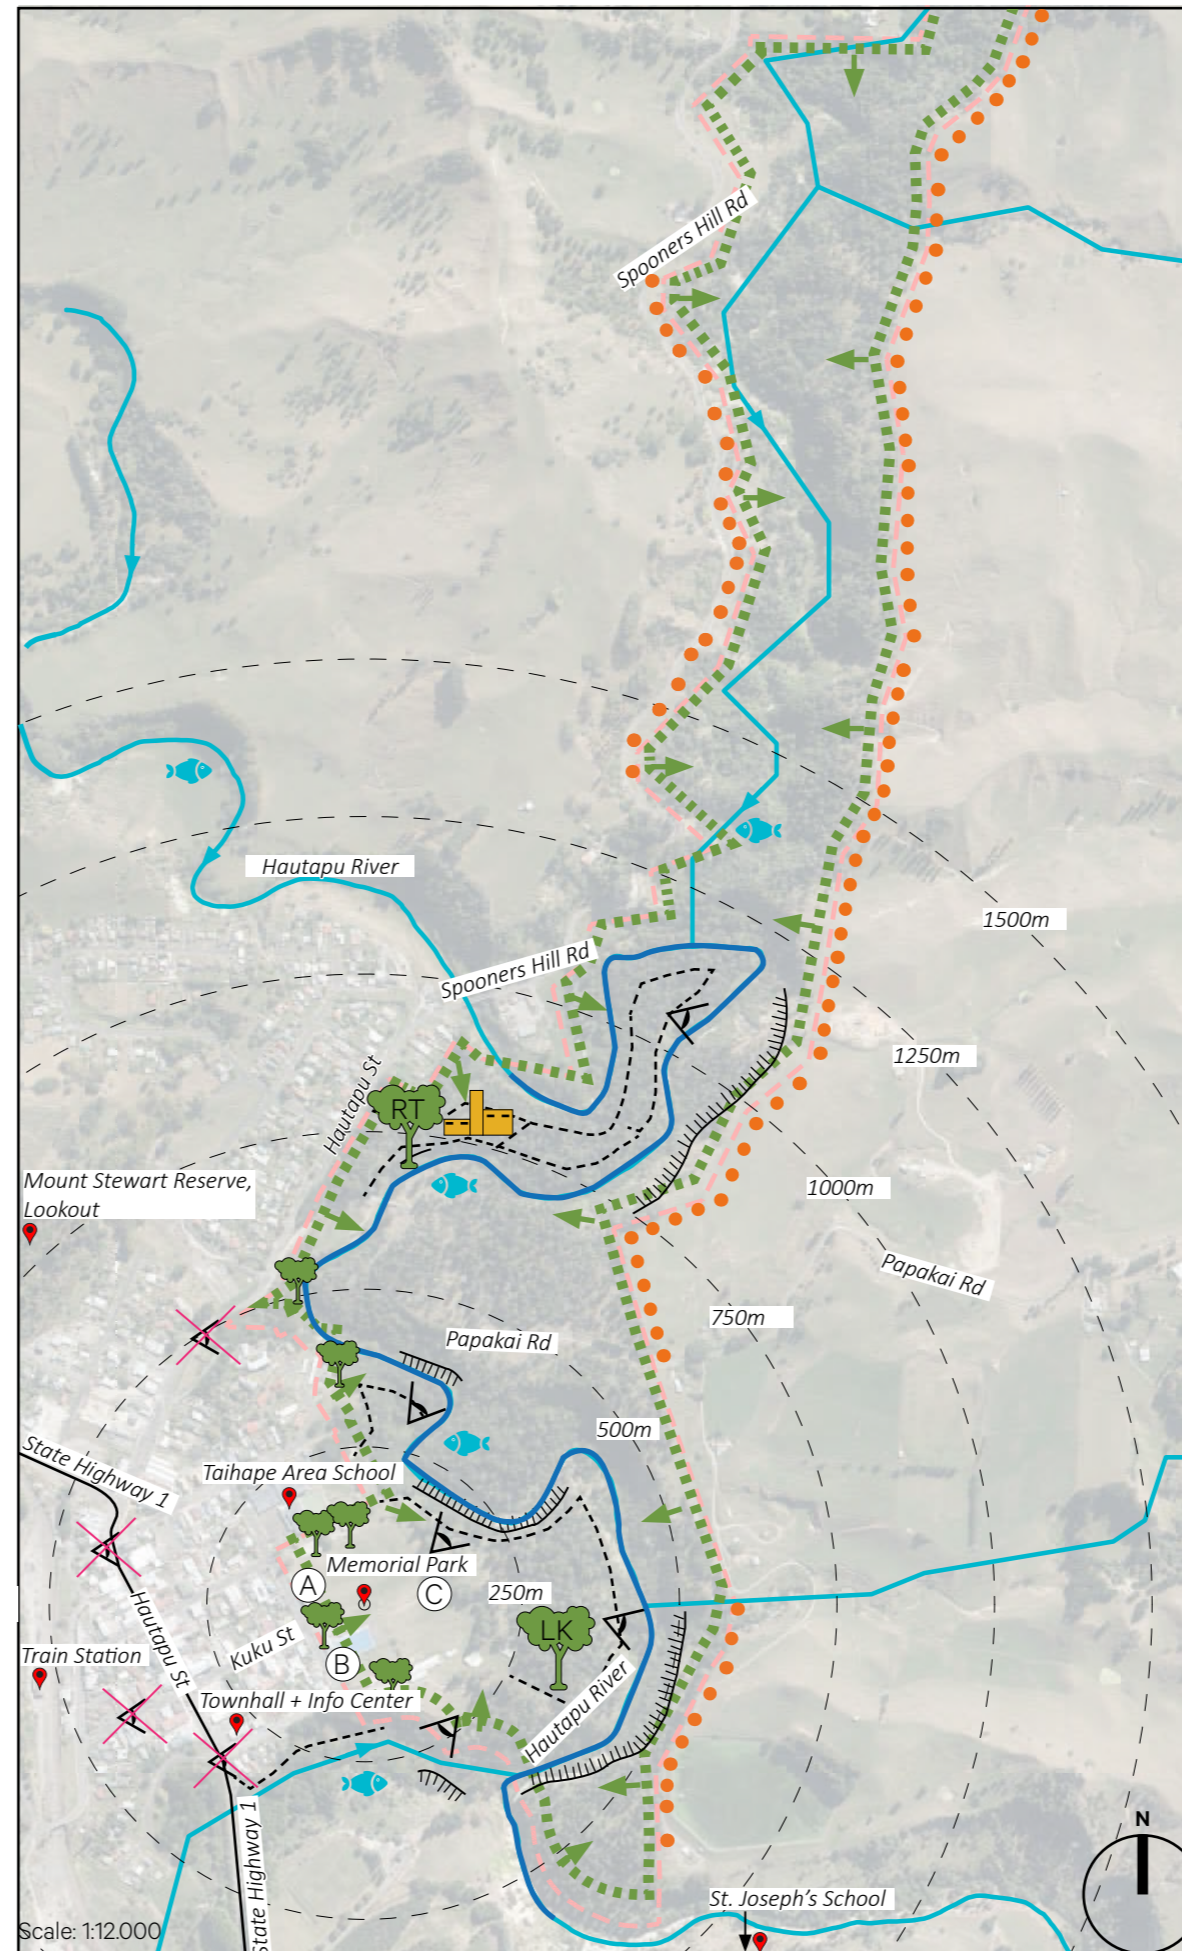 Spooners Hill Rd
Hautapu River
1500m
Spooners Hill Rd
1250m
Hautapu St
RT
Mount Stewart Reserve,
Lookout
1000m
Papakai Rd
750m
Papakai Rd
500m
State Highway 1
Taihape Area School
Memorial Park
A
C
250m
Hautapu St
Kuku St
LK
Train Station
B
Townhall + Info Center
Hautapu River
State Highway 1
N
St. Joseph's School
Scale: 1:12.000